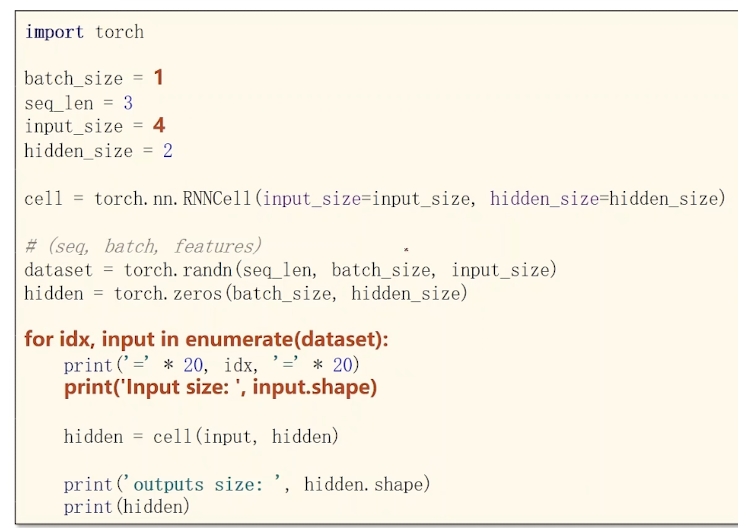 import torch
batch_size = 1
seq_len = 3
input_size = 4
hidden_size = 2
cell = torch.nn.RNNCell(input_size=input_size, hidden_size=hidden_size)
# (seq, batch, features)
dataset = torch.randn(seq_len, batch_size, input_size)
hidden = torch.zeros(batch_size, hidden_size)
for idx, input in enumerate(dataset):
    print('=' * 20, idx, '=' * 20)
    print('Input size: ', input.shape)
    hidden = cell(input, hidden)
    print('outputs size: ', hidden.shape)
    print(hidden)